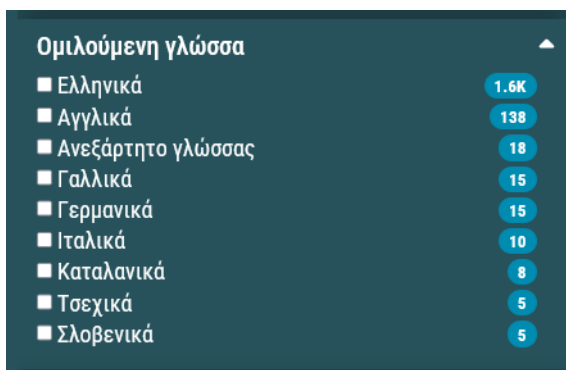 Ομιλούμενη γλώσσα
Ελληνικά 1.6K
Αγγλικά 138
Ανεξάρτητο γλώσσας 18
Γαλλικά 15
Γερμανικά 15
Ιταλικά 10
Καταλανικά 8
Τσεχικά 5
Σλοβενικά 5